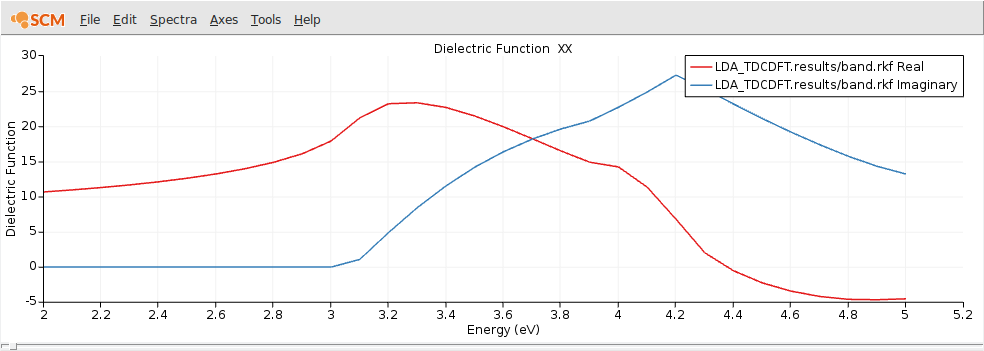 SCM File Edit Spectra Axes Tools Help
Dielectric Function XX
LDA_TDCDFT.results/band.rkf Real
LDA_TDCDFT.results/band.rkf Imaginary
Dielectric Function
30
25
20
15
10
5
0
-5
2 2.2 2.4 2.6 2.8 3 3.2 3.4 3.6 3.8 4 4.2 4.4 4.6 4.8 5 5.2
Energy (eV)